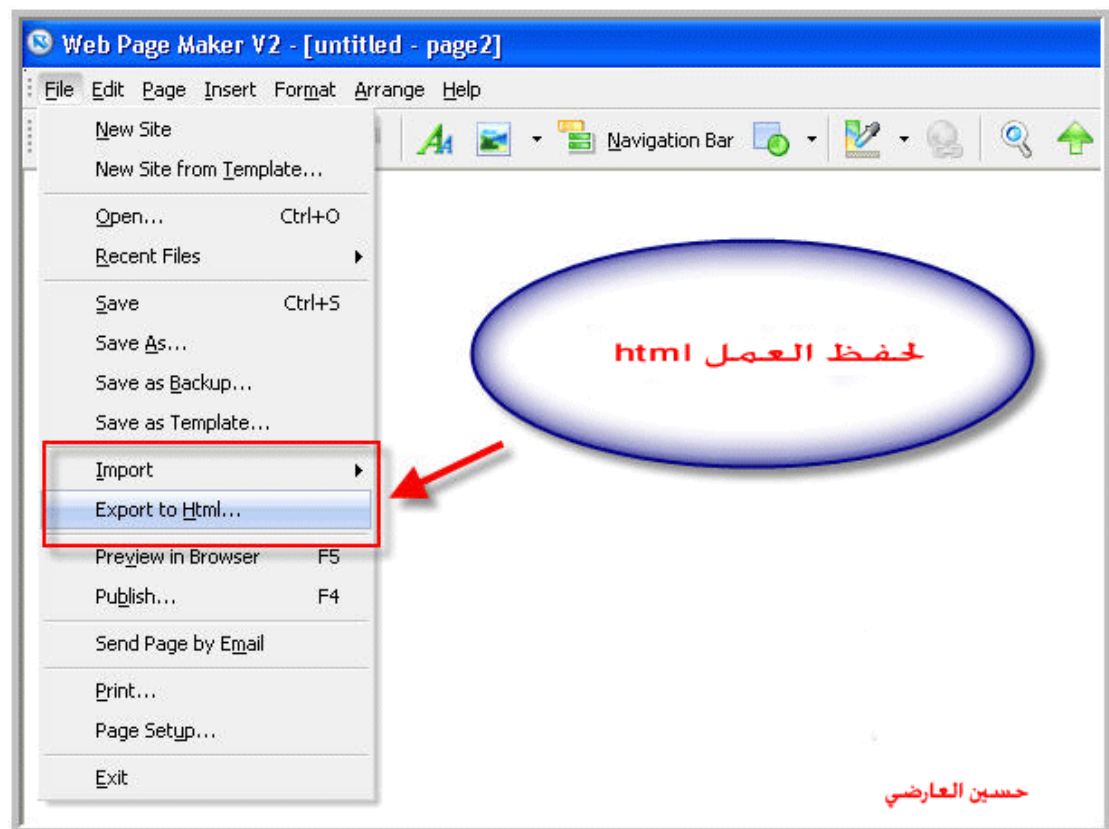 Web Page Maker V2 - [untitled - page2]
File Edit Page Insert Format Arrange Help
Navigation Bar
New Site
New Site from Template...
Open... Ctrl+O
Recent Files
Save Ctrl+S
Save As...
Save as Backup...
Save as Template...
Import
Export to Html...
Preview in Browser F5
Publish... F4
Send Page by Email
Print...
Page Setup...
Exit
لحفظ العمل html
حسين العارضي